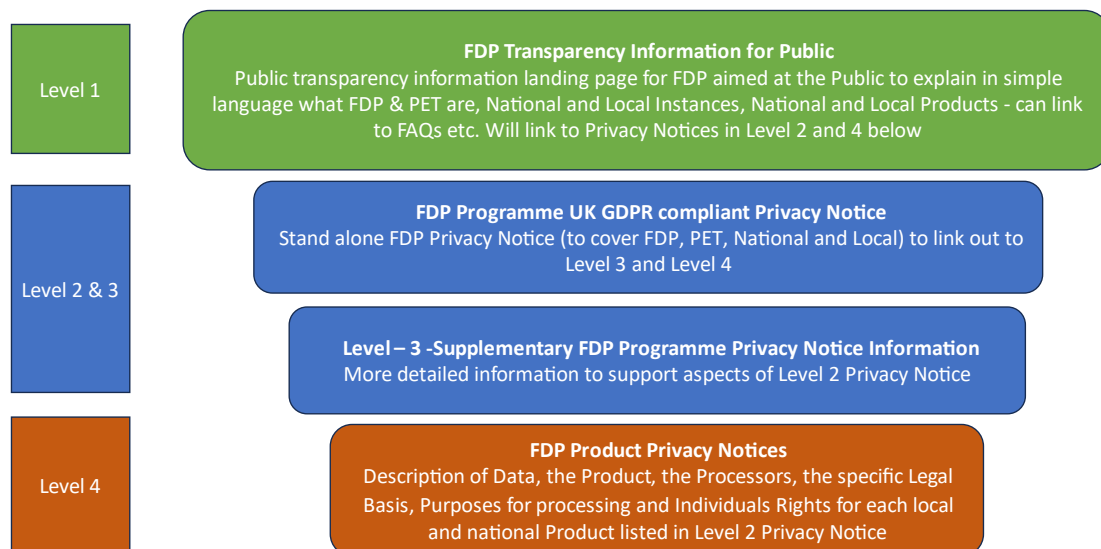 Level 1
FDP Transparency Information for Public
Public transparency information landing page for FDP aimed at the Public to explain in simple
language what FDP & PET are, National and Local Instances, National and Local Products - can link
to FAQs etc. Will link to Privacy Notices in Level 2 and 4 below
Level 2 & 3
FDP Programme UK GDPR compliant Privacy Notice
Stand alone FDP Privacy Notice (to cover FDP, PET, National and Local) to link out to
Level 3 and Level 4
Level – 3 -Supplementary FDP Programme Privacy Notice Information
More detailed information to support aspects of Level 2 Privacy Notice
Level 4
FDP Product Privacy Notices
Description of Data, the Product, the Processors, the specific Legal
Basis, Purposes for processing and Individuals Rights for each local
and national Product listed in Level 2 Privacy Notice